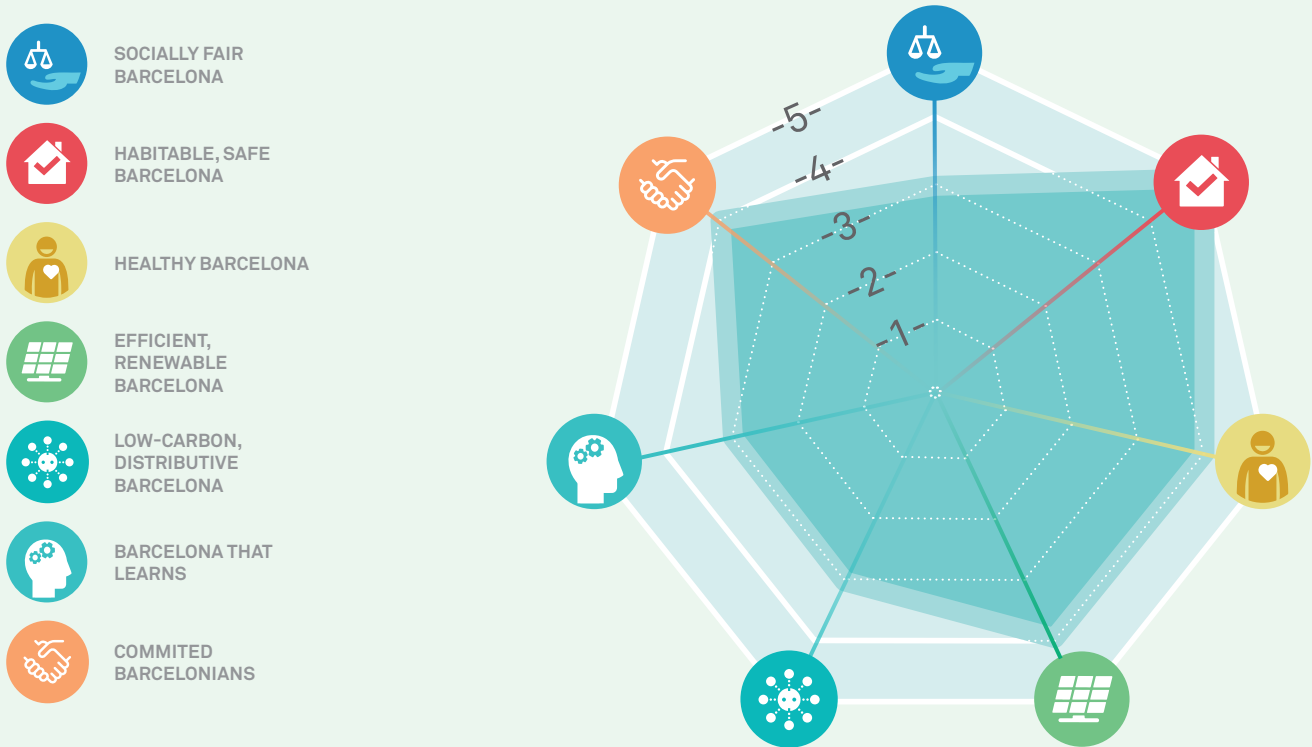 SOCIALLY FAIR
BARCELONA
HABITABLE, SAFE
BARCELONA
HEALTHY BARCELONA
EFFICIENT,
RENEWABLE
BARCELONA
LOW-CARBON,
DISTRIBUTIVE
BARCELONA
BARCELONA THAT
LEARNS
COMMITED
BARCELONIANS
-5-
-4-
-3-
-2-
-1-